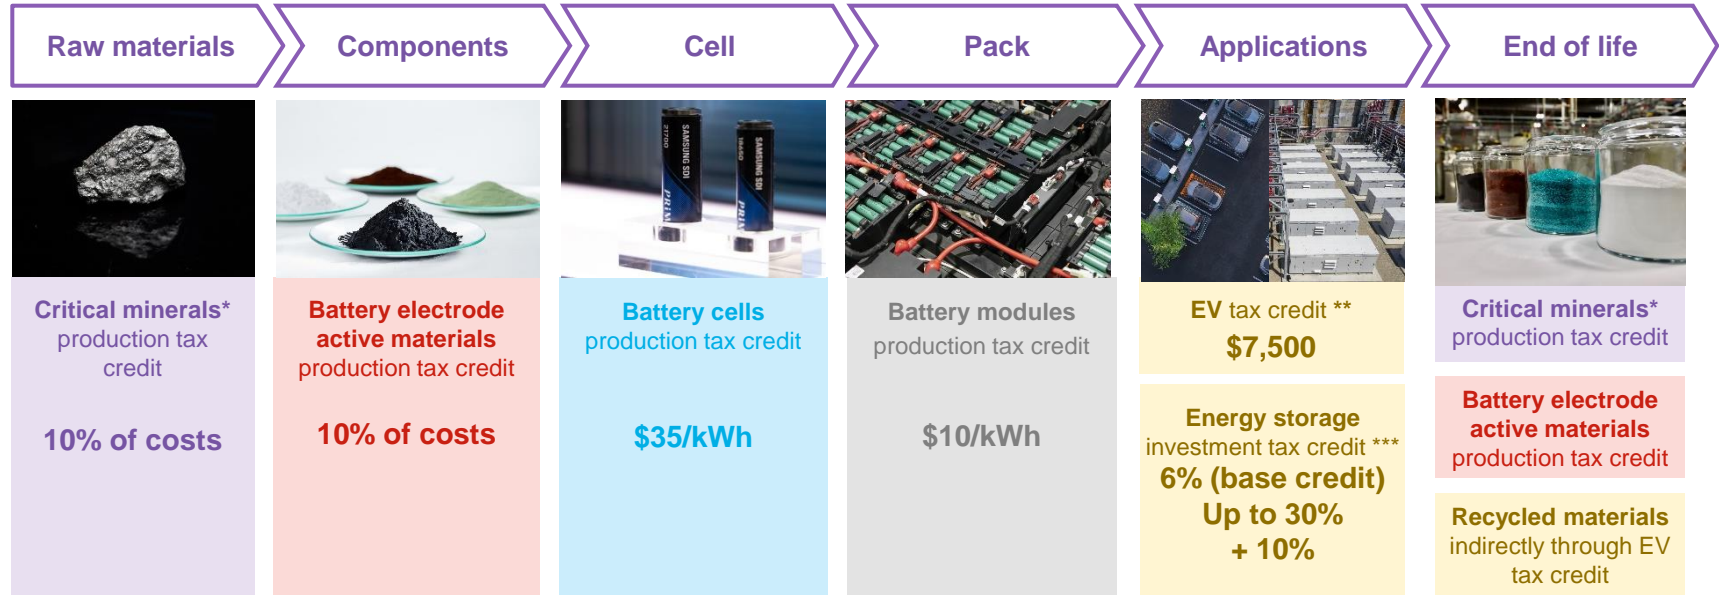 Raw materials
Components
Cell
Pack
Applications
End of life
SAMSUNG SDI
21700
PRiM
SAMSUNG SDI
18650
PRi
Critical minerals*
production tax
credit
10% of costs
Battery electrode
active materials
production tax credit
10% of costs
Battery cells
production tax credit
$35/kWh
Battery modules
production tax credit
$10/kWh
EV tax credit **
$7,500
Energy storage
investment tax credit ***
6% (base credit)
Up to 30%
+ 10%
Critical minerals*
production tax credit
Battery electrode
active materials
production tax credit
Recycled materials
indirectly through EV
tax credit